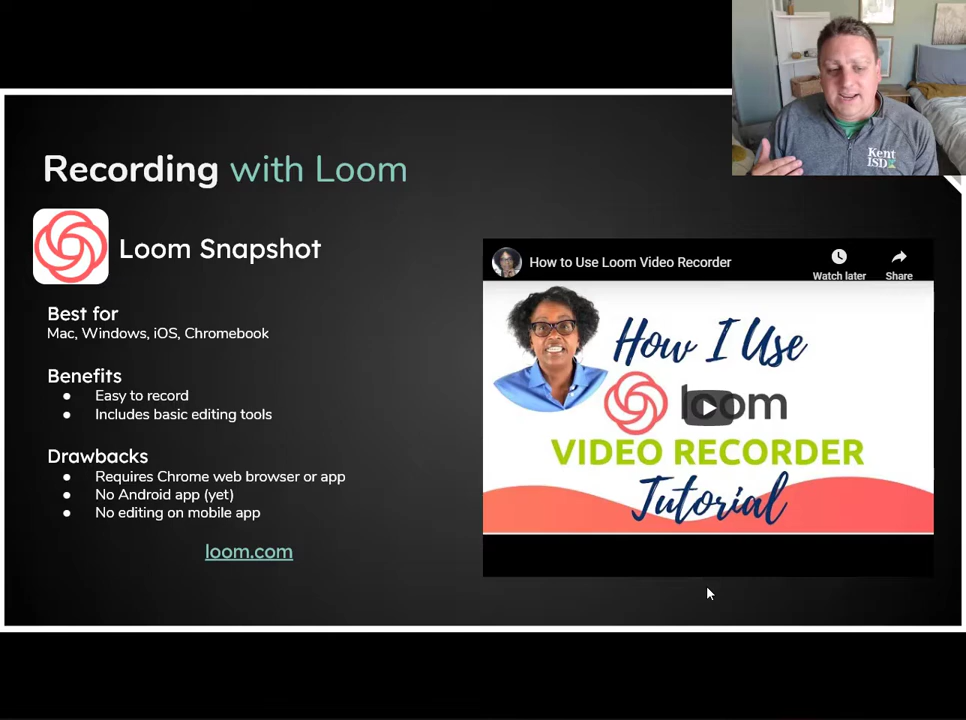 Kent
ISD
Recording with Loom
Loom Snapshot
Best for
Mac, Windows, iOS, Chromebook
Benefits
● Easy to record
● Includes basic editing tools
Drawbacks
● Requires Chrome web browser or app
● No Android app (yet)
● No editing on mobile app
loom.com
How to Use Loom Video Recorder
Watch later
Share
How I Use
loom
VIDEO RECORDER
Tutorial